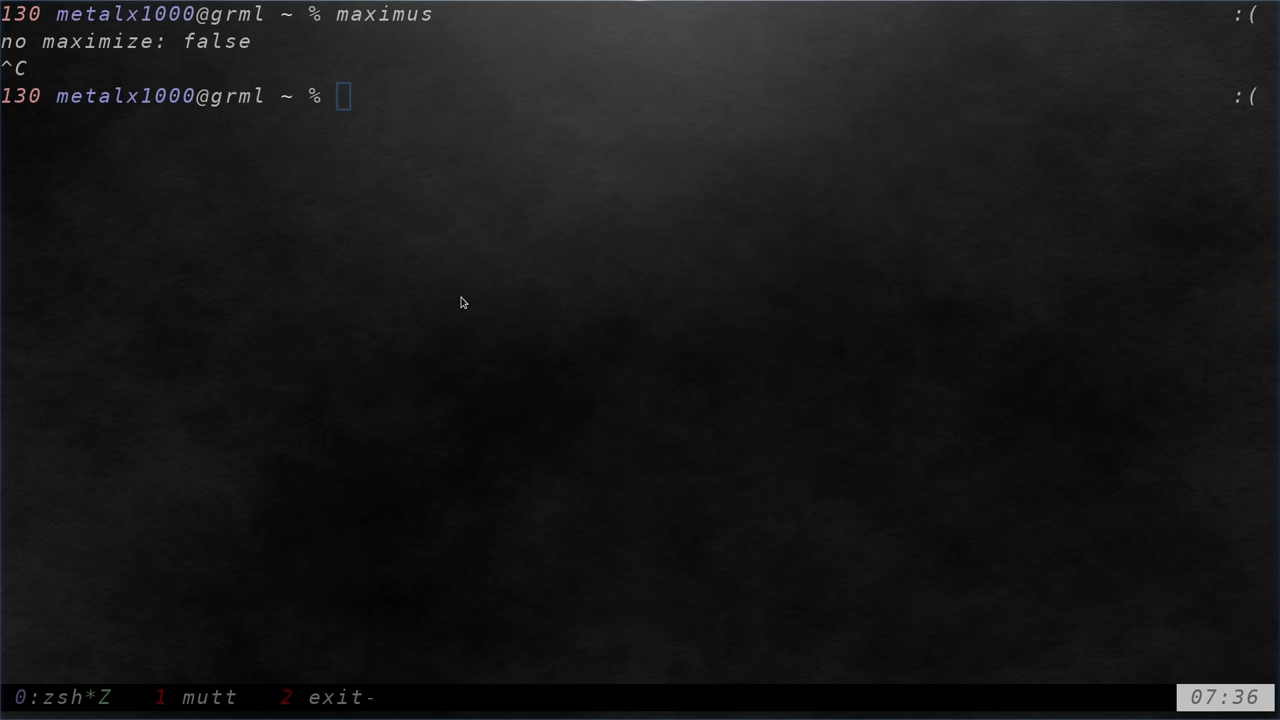 130 metalx1000@grml ~ % maximus :(
no maximize: false
^C
130 metalx1000@grml ~ % :(
0:zsh*Z 1 mutt 2 exit- 07:36